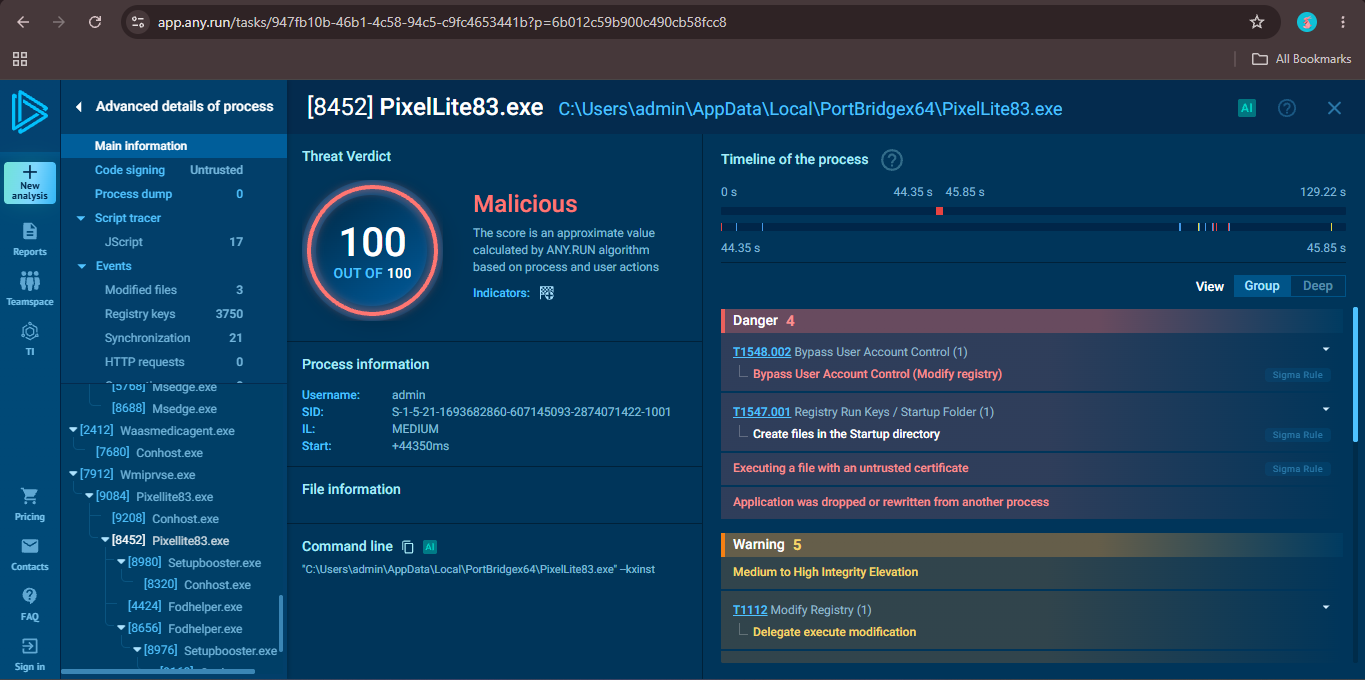 app.any.run/tasks/947fb10b-46b1-4c58-94c5-c9fc4653441b?p=6b012c59b900c490cb58fcc8
All Bookmarks
New analysis
Reports
Teamspace
TI
Pricing
Contacts
FAQ
Sign in
Advanced details of process
Main information
Code signing Untrusted
Process dump 0
Script tracer
JScript 17
Events
Modified files 3
Registry keys 3750
Synchronization 21
HTTP requests 0
[5768] Msedge.exe
[8688] Msedge.exe
[2412] Waasmedicagent.exe
[7680] Conhost.exe
[7912] Wmiprvse.exe
[9084] Pixellite83.exe
[9208] Conhost.exe
[8452] Pixellite83.exe
[8980] Setupbooster.exe
[8320] Conhost.exe
[4424] Fodhelper.exe
[8656] Fodhelper.exe
[8976] Setupbooster.exe
[8452] PixelLite83.exe C:\Users\admin\AppData\Local\PortBridgex64\PixelLite83.exe
AI
?
Threat Verdict
100
OUT OF 100
Malicious
The score is an approximate value
calculated by ANY.RUN algorithm
based on process and user actions
Indicators:
Process information
Username: admin
SID: S-1-5-21-1693682860-607145093-2874071422-1001
IL: MEDIUM
Start: +44350ms
File information
Command line AI
"C:\Users\admin\AppData\Local\PortBridgex64\PixelLite83.exe" –kxinst
Timeline of the process ?
0 s 44.35 s 45.85 s 129.22 s
44.35 s 45.85 s
View Group Deep
Danger 4
T1548.002 Bypass User Account Control (1)
Bypass User Account Control (Modify registry) Sigma Rule
T1547.001 Registry Run Keys / Startup Folder (1)
Create files in the Startup directory Sigma Rule
Executing a file with an untrusted certificate Sigma Rule
Application was dropped or rewritten from another process
Warning 5
Medium to High Integrity Elevation
T1112 Modify Registry (1)
Delegate execute modification